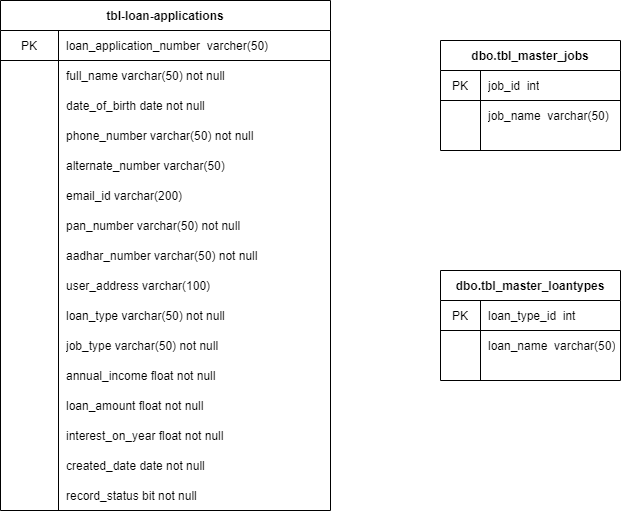 tbl-loan-applications
PK loan_application_number varcher(50)
full_name varchar(50) not null
date_of_birth date not null
phone_number varchar(50) not null
alternate_number varchar(50)
email_id varchar(200)
pan_number varchar(50) not null
aadhar_number varchar(50) not null
user_address varchar(100)
loan_type varchar(50) not null
job_type varchar(50) not null
annual_income float not null
loan_amount float not null
interest_on_year float not null
created_date date not null
record_status bit not null
dbo.tbl_master_jobs
PK job_id int
job_name varchar(50)
dbo.tbl_master_loantypes
PK loan_type_id int
loan_name varchar(50)